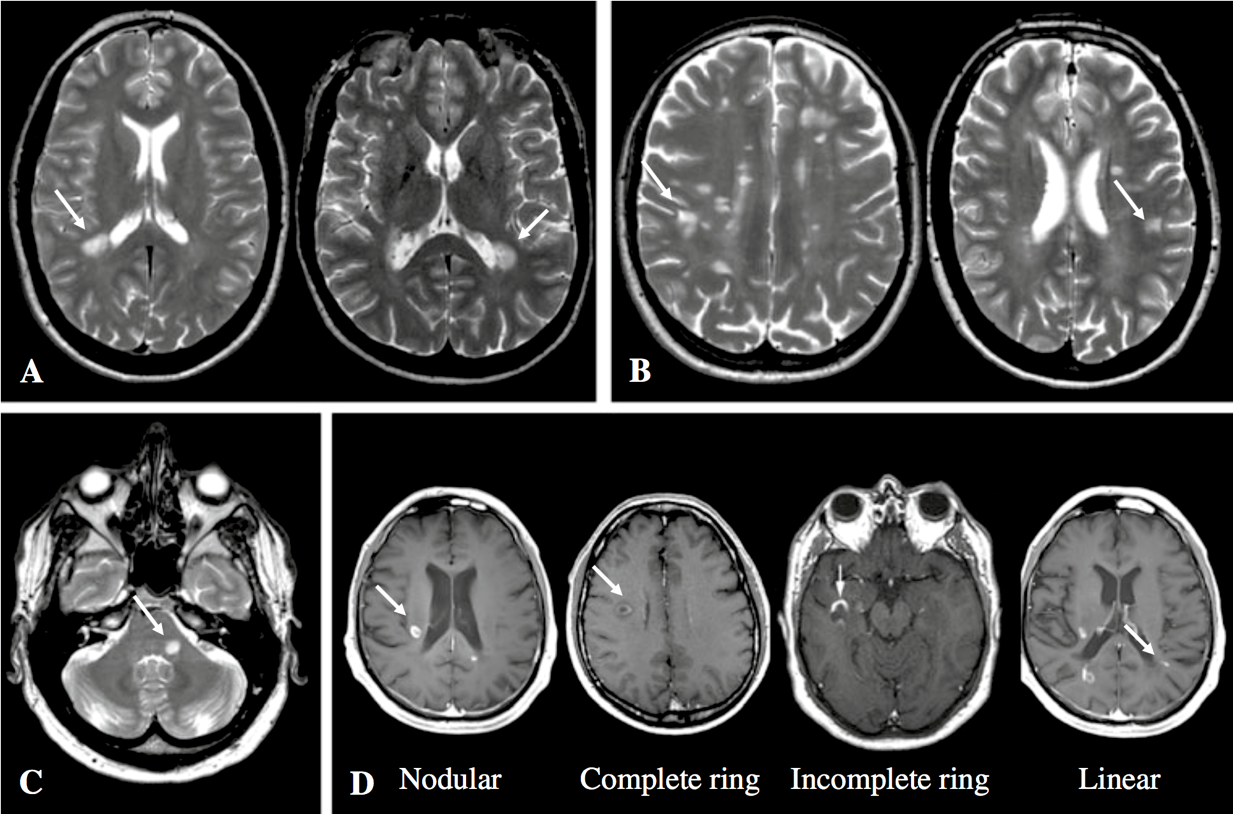 A
B
C
D
Nodular
Complete ring
Incomplete ring
Linear